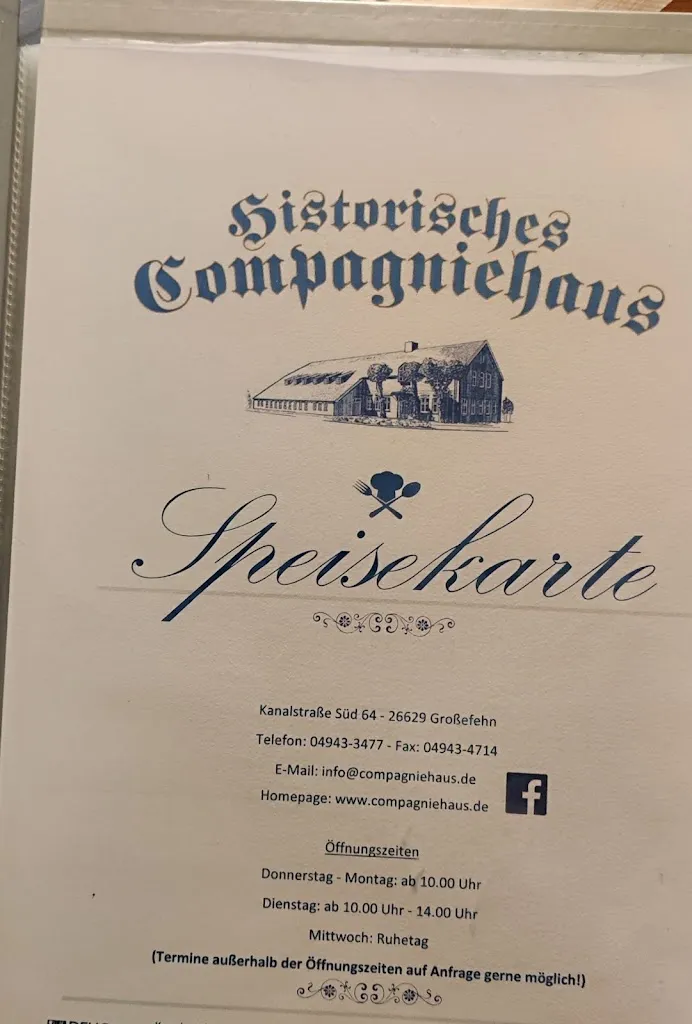 Historisches
Compagniehaus
Speisekarte
Kanalstraße Süd 64 - 26629 Großefehn
Telefon: 04943-3477 - Fax: 04943-4714
E-Mail: info@compagniehaus.de
Homepage: www.compagniehaus.de
f
Öffnungszeiten
Donnerstag - Montag: ab 10.00 Uhr
Dienstag: ab 10.00 Uhr - 14.00 Uhr
Mittwoch: Ruhetag
(Termine außerhalb der Öffnungszeiten auf Anfrage gerne möglich!)